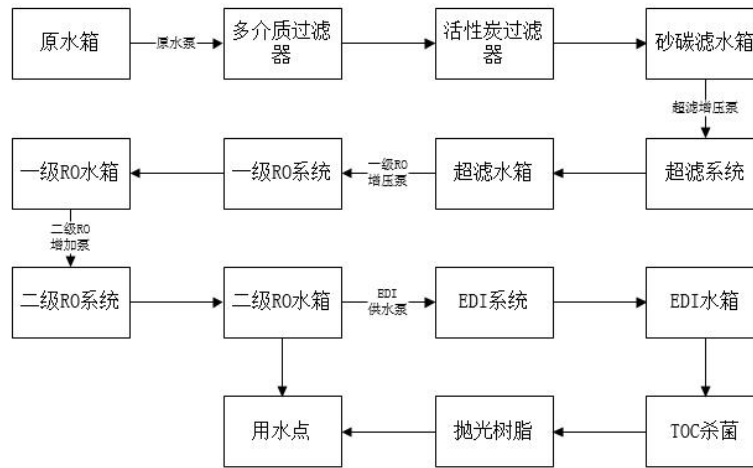 原水箱
原水泵
多介质过滤
器
活性炭过滤
器
砂碳滤水箱
超滤增压泵
一级RO水箱
一级RO系统
一级RO
增压泵
超滤水箱
超滤系统
二级RO
增加泵
二级RO系统
二级RO水箱
EDI
供水泵
EDI系统
EDI水箱
用水点
抛光树脂
TOC杀菌